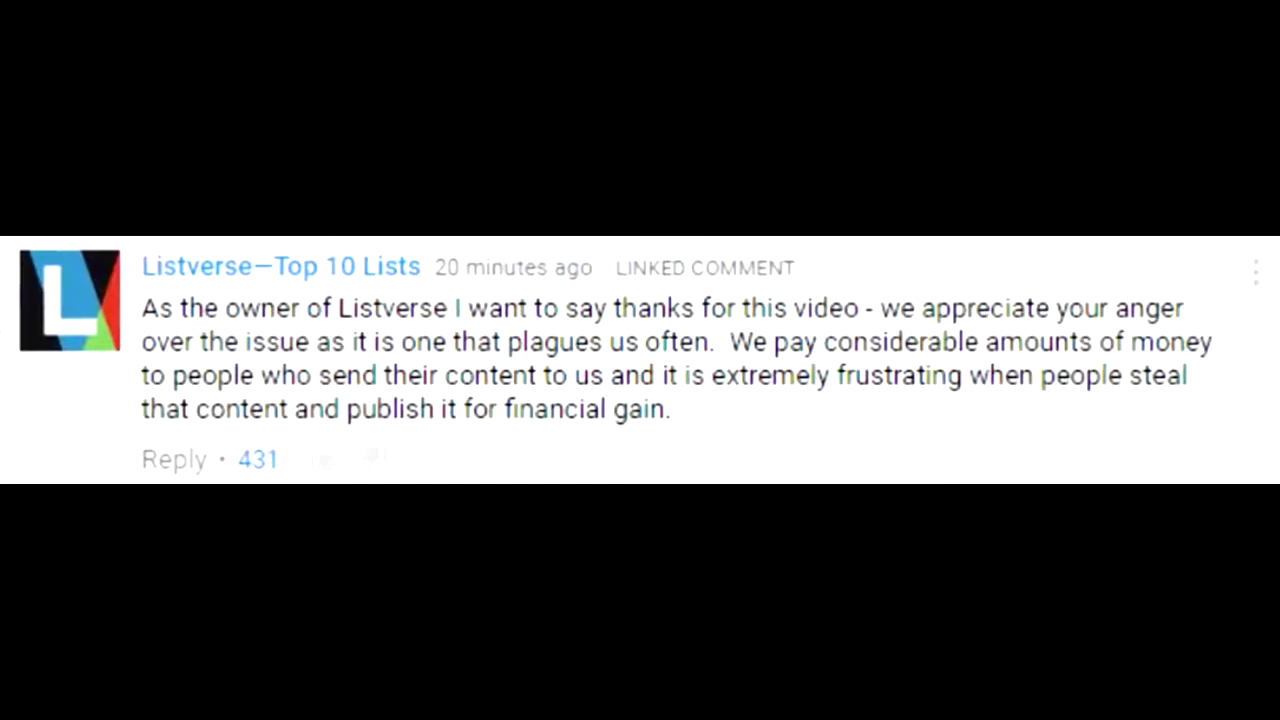 L
Listverse—Top 10 Lists 20 minutes ago LINKED COMMENT
As the owner of Listverse I want to say thanks for this video - we appreciate your anger
over the issue as it is one that plagues us often.  We pay considerable amounts of money
to people who send their content to us and it is extremely frustrating when people steal
that content and publish it for financial gain.
Reply · 431